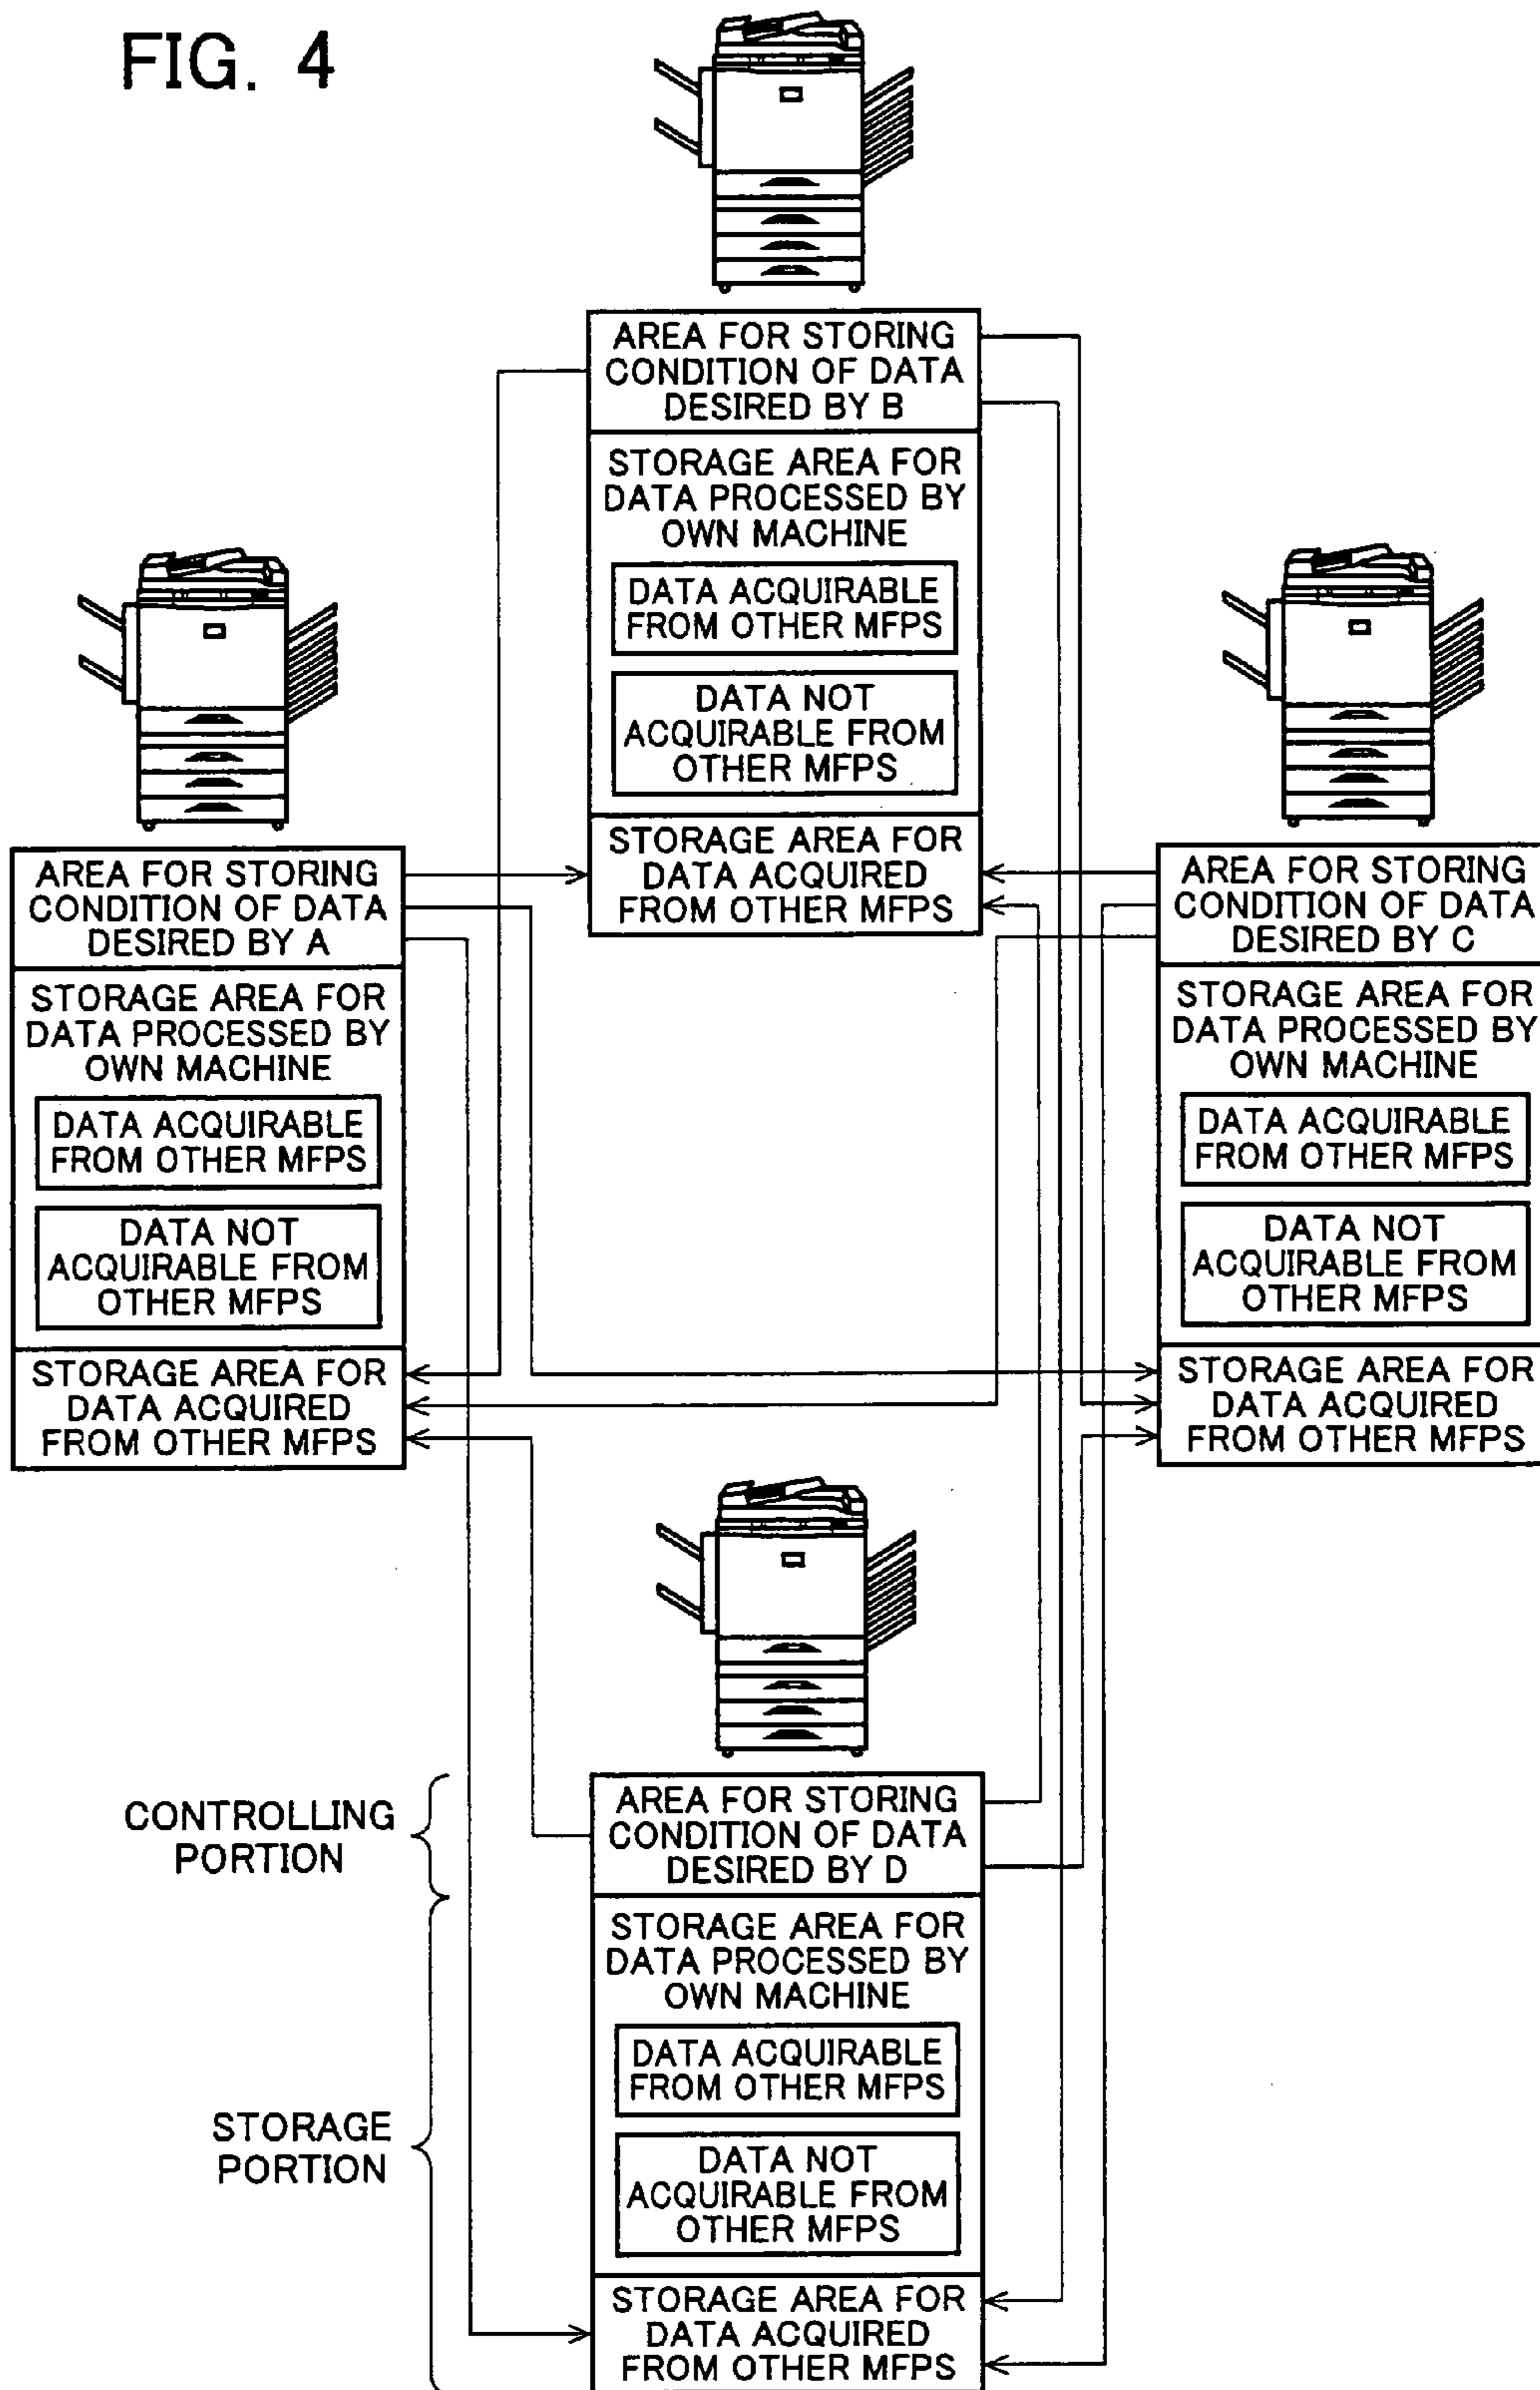 FIG. 4
AREA FOR STORING
CONDITION OF DATA
DESIRED BY B
STORAGE AREA FOR
DATA PROCESSED BY
OWN MACHINE
DATA ACQUIRABLE
FROM OTHER MFPS
DATA NOT
ACQUIRABLE FROM
OTHER MFPS
STORAGE AREA FOR
DATA ACQUIRED
FROM OTHER MFPS
AREA FOR STORING
CONDITION OF DATA
DESIRED BY A
STORAGE AREA FOR
DATA PROCESSED BY
OWN MACHINE
DATA ACQUIRABLE
FROM OTHER MFPS
DATA NOT
ACQUIRABLE FROM
OTHER MFPS
STORAGE AREA FOR
DATA ACQUIRED
FROM OTHER MFPS
AREA FOR STORING
CONDITION OF DATA
DESIRED BY C
STORAGE AREA FOR
DATA PROCESSED BY
OWN MACHINE
DATA ACQUIRABLE
FROM OTHER MFPS
DATA NOT
ACQUIRABLE FROM
OTHER MFPS
STORAGE AREA FOR
DATA ACQUIRED
FROM OTHER MFPS
CONTROLLING
PORTION
STORAGE
PORTION
AREA FOR STORING
CONDITION OF DATA
DESIRED BY D
STORAGE AREA FOR
DATA PROCESSED BY
OWN MACHINE
DATA ACQUIRABLE
FROM OTHER MFPS
DATA NOT
ACQUIRABLE FROM
OTHER MFPS
STORAGE AREA FOR
DATA ACQUIRED
FROM OTHER MFPS